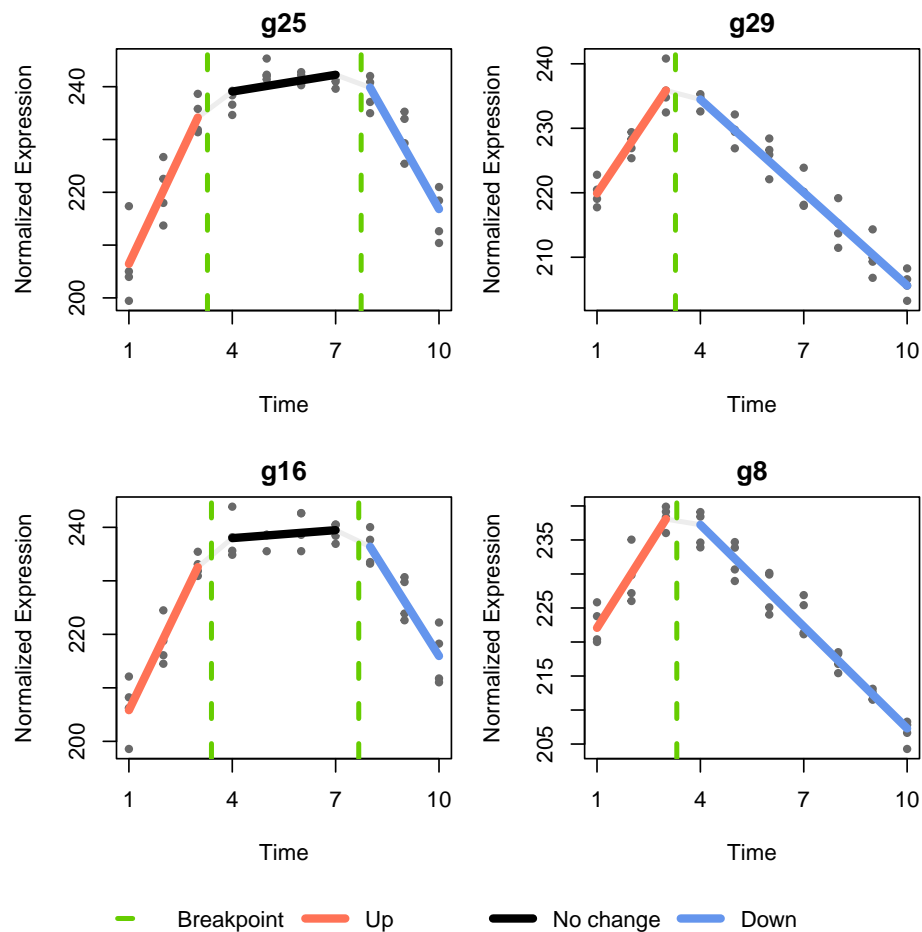 g25
Normalized Expression
200
220
240
1 4 7 10
Time
g29
Normalized Expression
210
220
230
240
1 4 7 10
Time
g16
Normalized Expression
200
220
240
1 4 7 10
Time
g8
Normalized Expression
205
215
225
235
1 4 7 10
Time
Breakpoint Up No change Down